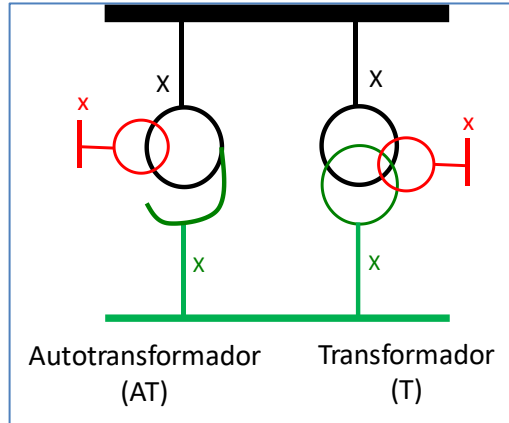 X X
x x
X X
Autotransformador Transformador
(AT) (T)